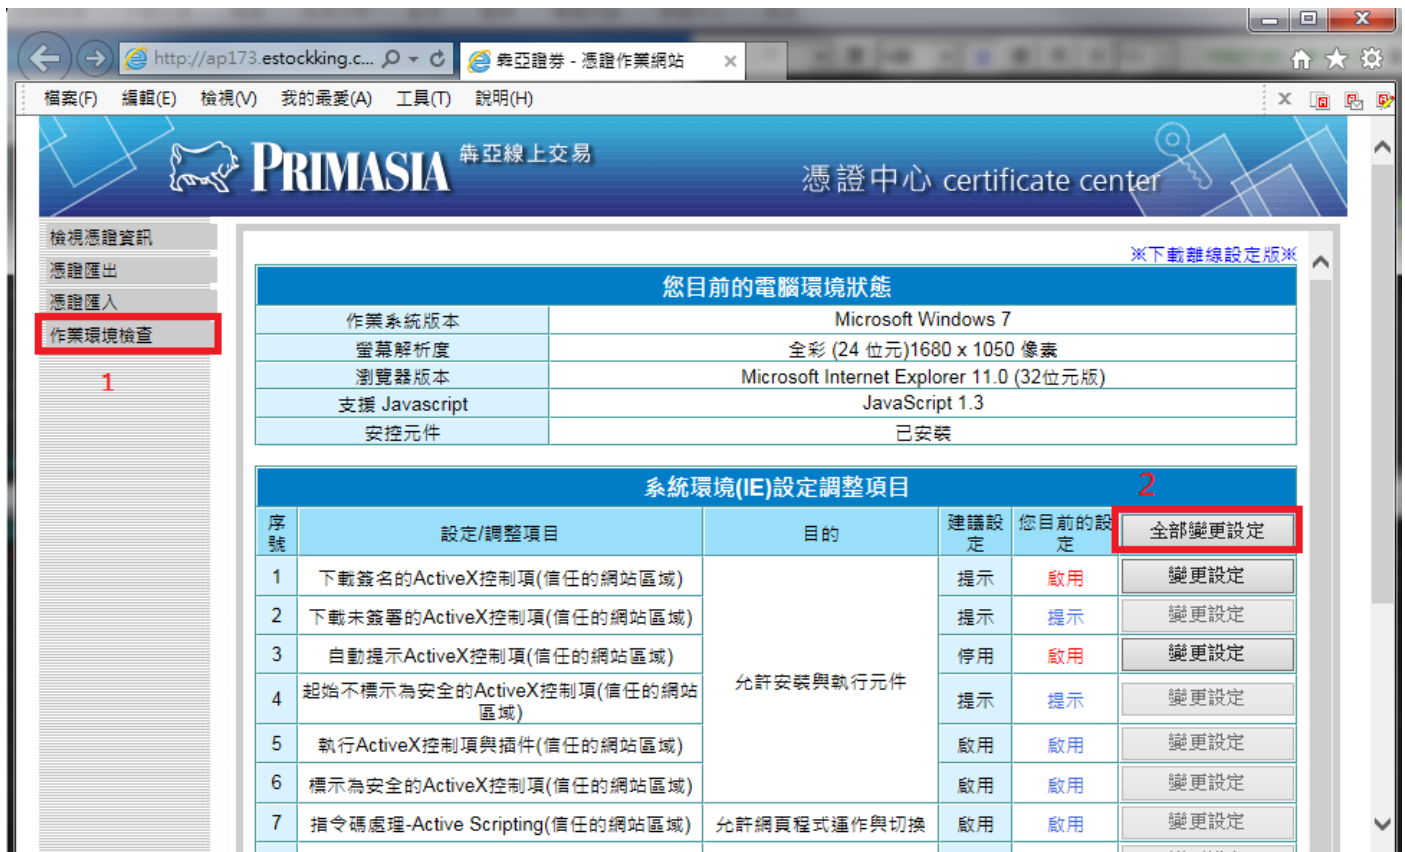 http://ap173.estockking.c...
犇亞證券 - 憑證作業網站
檔案(F) 編輯(E) 檢視(V) 我的最愛(A) 工具(T) 說明(H)
PRIMASIA 犇亞線上交易
憑證中心 certificate center
檢視憑證資訊
憑證匯出
憑證匯入
作業環境檢查
1
※下載離線設定版※
您目前的電腦環境狀態
作業系統版本 Microsoft Windows 7
螢幕解析度 全彩 (24 位元)1680 x 1050 像素
瀏覽器版本 Microsoft Internet Explorer 11.0 (32位元版)
支援 Javascript JavaScript 1.3
安控元件 已安裝
系統環境(IE)設定調整項目
2
序號 設定/調整項目 目的 建議設定 您目前的設定 全部變更設定
1 下載簽名的ActiveX控制項(信任的網站區域) 提示 啟用 變更設定
2 下載未簽署的ActiveX控制項(信任的網站區域) 提示 提示 變更設定
3 自動提示ActiveX控制項(信任的網站區域) 停用 啟用 變更設定
允許安裝與執行元件
4 起始不標示為安全的ActiveX控制項(信任的網站區域) 提示 提示 變更設定
5 執行ActiveX控制項與插件(信任的網站區域) 啟用 啟用 變更設定
6 標示為安全的ActiveX控制項(信任的網站區域) 啟用 啟用 變更設定
7 指令碼處理-Active Scripting(信任的網站區域) 允許網頁程式運作與切換 啟用 啟用 變更設定